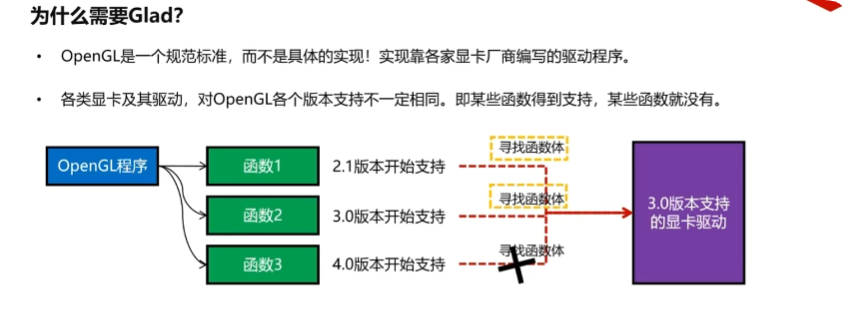 为什么需要Glad？
• OpenGL是一个规范标准，而不是具体的实现！实现靠各家显卡厂商编写的驱动程序。
• 各类显卡及其驱动，对OpenGL各个版本支持不一定相同。即某些函数得到支持，某些函数就没有。
OpenGL程序
函数1
2.1版本开始支持
寻找函数体
函数2
3.0版本开始支持
寻找函数体
函数3
4.0版本开始支持
寻找函数体
3.0版本支持
的显卡驱动